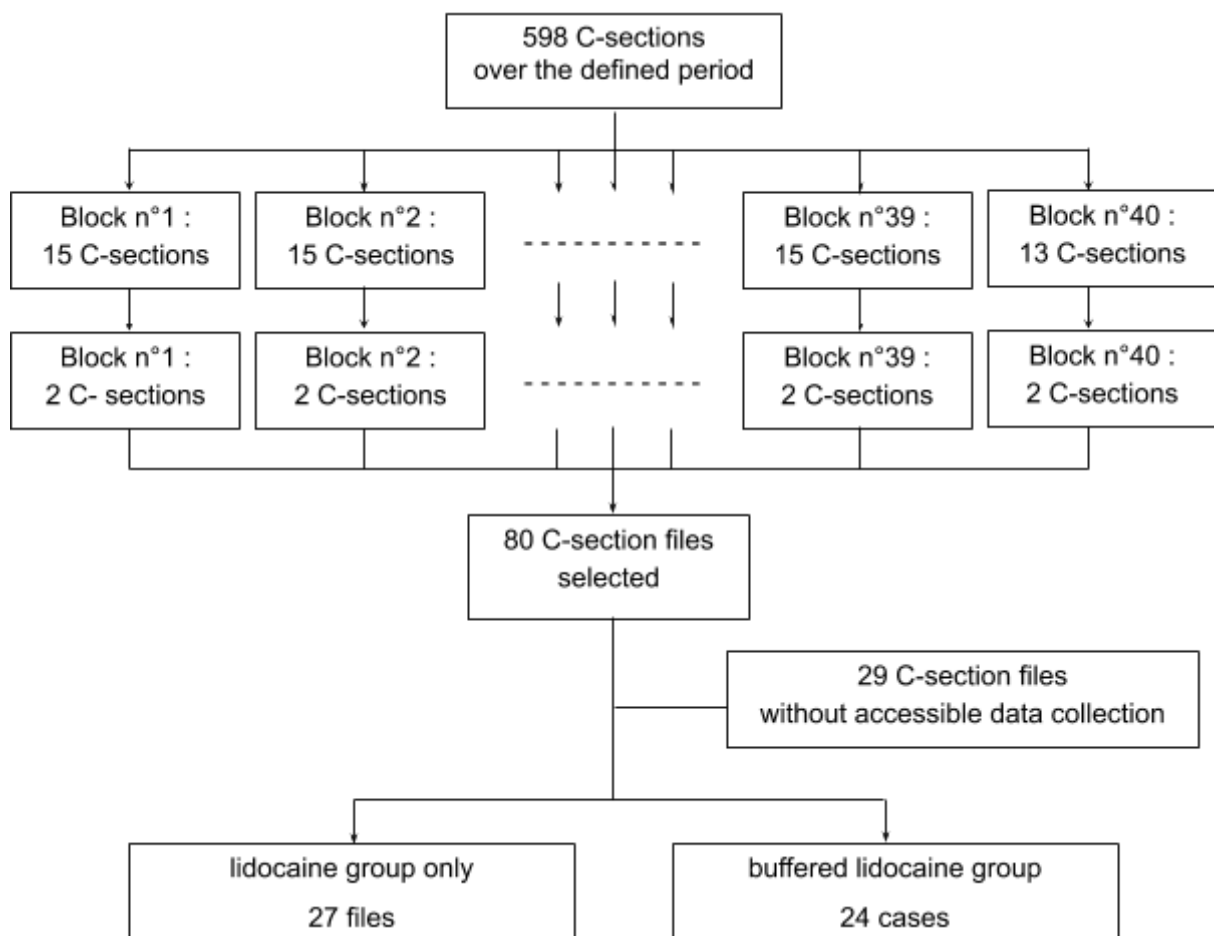 598 C-sections
over the defined period
Block n°1 :
15 C-sections
Block n°2 :
15 C-sections
Block n°39 :
15 C-sections
Block n°40 :
13 C-sections
Block n°1 :
2 C- sections
Block n°2 :
2 C-sections
Block n°39 :
2 C-sections
Block n°40 :
2 C-sections
80 C-section files
selected
29 C-section files
without accessible data collection
lidocaine group only
27 files
buffered lidocaine group
24 cases